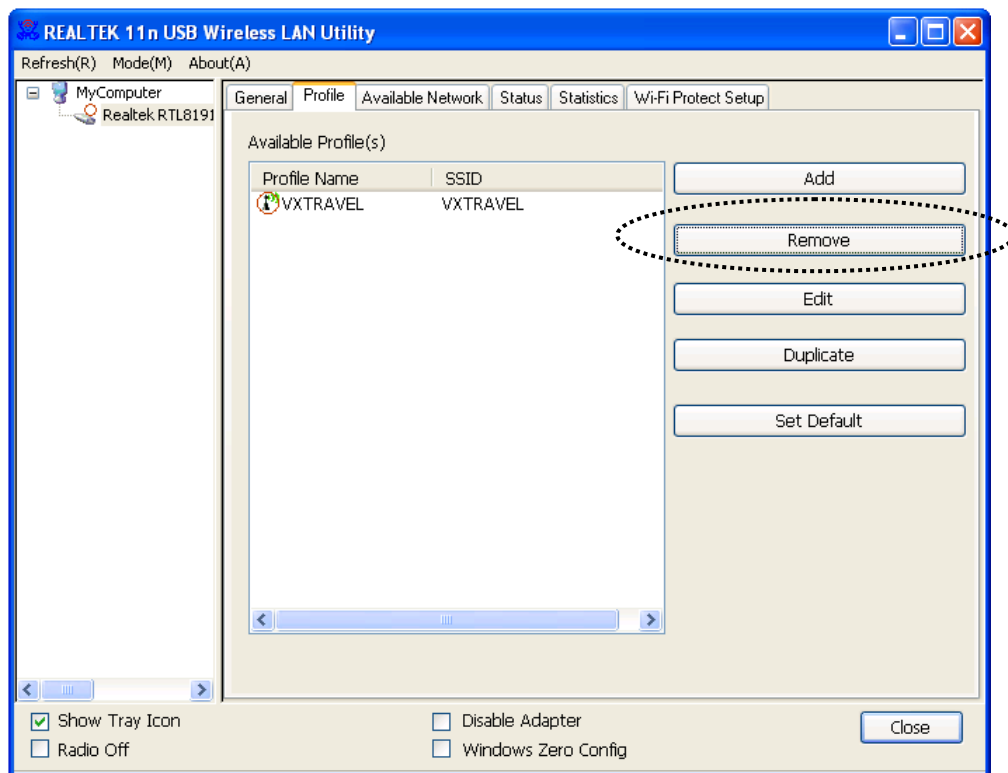 REALTEK 11n USB Wireless LAN Utility
Refresh(R) Mode(M) About(A)
MyComputer
Realtek RTL8191
General Profile Available Network Status Statistics Wi-Fi Protect Setup
Available Profile(s)
Profile Name SSID
VXTRAVEL VXTRAVEL
Add
Remove
Edit
Duplicate
Set Default
Show Tray Icon
Radio Off
Disable Adapter
Windows Zero Config
Close